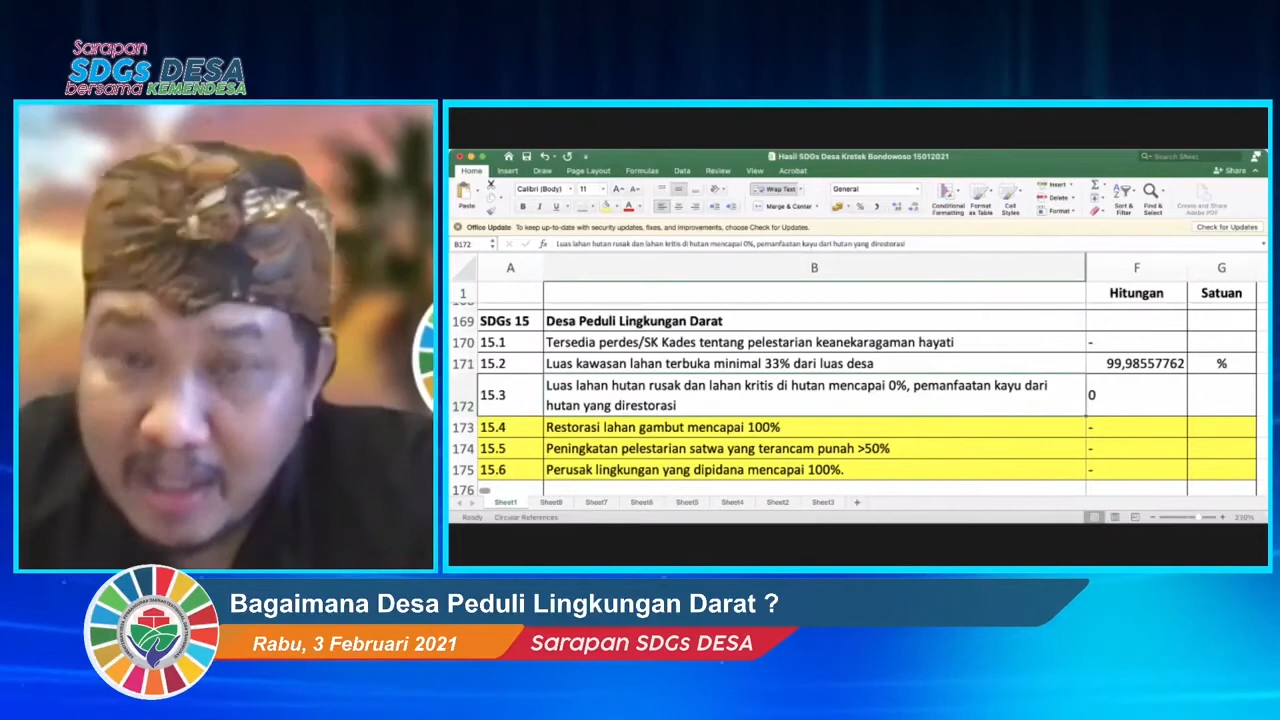 Sarapan
SDGs DESA
bersama KEMENDESA
Hasil SDGs Desa Kretek Bondowoso 15012021
Search Sheet
Home Insert Draw Page Layout Formulas Data Review View Acrobat
Share
Paste
Calibri (Body) 11
Wrap Text
General
Merge & Center
Conditional Formatting
Format as Table
Cell Styles
Insert
Delete
Format
Sort & Filter
Find & Select
Create and Share Adobe PDF
Office Update To keep up-to-date with security updates, fixes, and improvements, choose Check for Updates.
Check for Updates
B172 fx Luas lahan hutan rusak dan lahan kritis di hutan mencapai 0%, pemanfaatan kayu dari hutan yang direstorasi
A B F G
1 Hitungan Satuan
169 SDGs 15 Desa Peduli Lingkungan Darat
170 15.1 Tersedia perdes/SK Kades tentang pelestarian keanekaragaman hayati -
171 15.2 Luas kawasan lahan terbuka minimal 33% dari luas desa 99,98557762 %
Luas lahan hutan rusak dan lahan kritis di hutan mencapai 0%, pemanfaatan kayu dari
172 15.3 hutan yang direstorasi 0
173 15.4 Restorasi lahan gambut mencapai 100% -
174 15.5 Peningkatan pelestarian satwa yang terancam punah >50% -
175 15.6 Perusak lingkungan yang dipidana mencapai 100%. -
176
Sheet1 Sheet8 Sheet7 Sheet6 Sheet5 Sheet4 Sheet2 Sheet3 +
Ready Circular References
Bagaimana Desa Peduli Lingkungan Darat ?
Rabu, 3 Februari 2021
Sarapan SDGs DESA